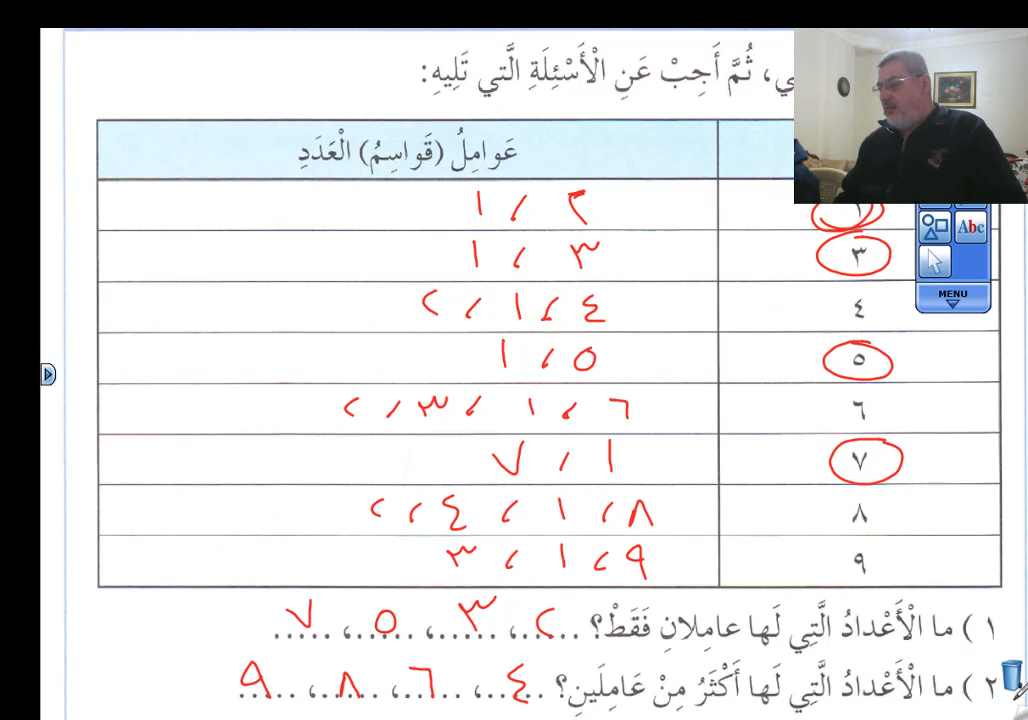 ي، ثُمَّ أَجِبْ عَنِ الْأَسْئِلَةِ الَّتي تَلِيهِ:
عَوامِلُ (قَواسِمُ) الْعَدَدِ
٢ ، ١
٣ ٣ ، ١
Abc
٤ ٤ ، ١ ، ٢
MENU
٥ ٥ ، ١
٦ ٦ ، ١ ، ٣ ، ٢
٧ ١ ، ٧
٨ ٨ ، ١ ، ٤ ، ٢
٩ ٩ ، ١ ، ٣
١ ) ما الْأَعْدادُ الَّتِي لَها عامِلانِ فَقَطْ؟ ..٢..، ..٣..، ..٥..، ..٧..
٢ ) ما الْأَعْدادُ الَّتِي لَها أَكْثَرُ مِنْ عَامِلَينِ؟ ..٤..، ..٦..، ..٨..، ..٩..